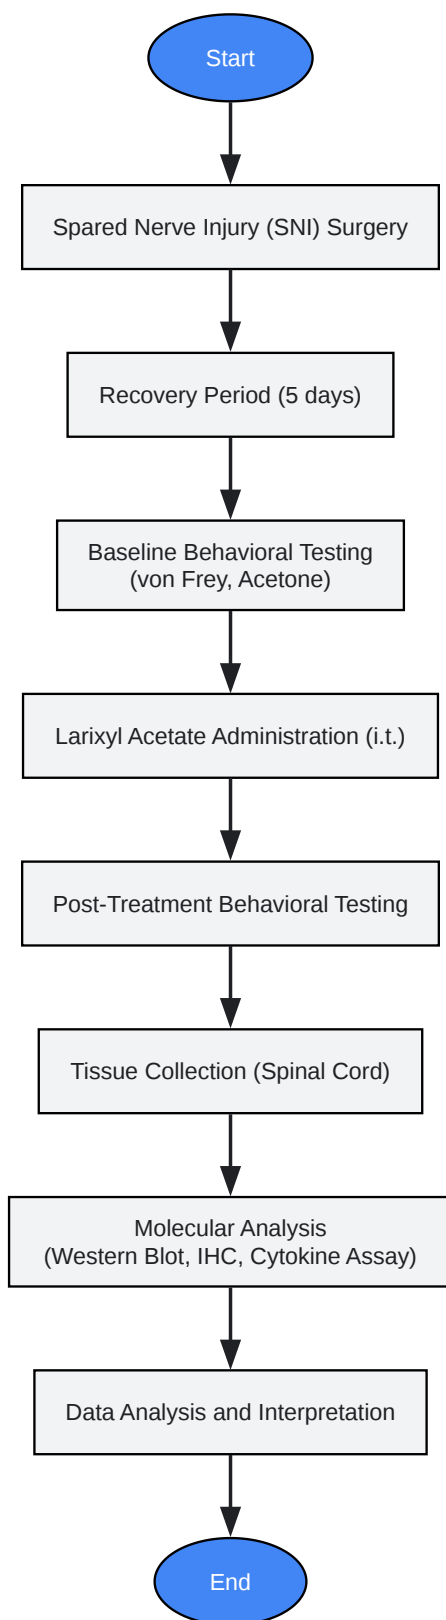 Start
Spared Nerve Injury (SNI) Surgery
Recovery Period (5 days)
Baseline Behavioral Testing
(von Frey, Acetone)
Larixyl Acetate Administration (i.t.)
Post-Treatment Behavioral Testing
Tissue Collection (Spinal Cord)
Molecular Analysis
(Western Blot, IHC, Cytokine Assay)
Data Analysis and Interpretation
End